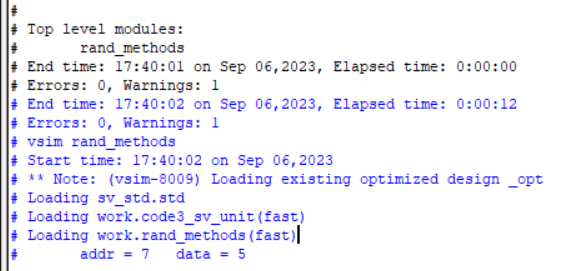 #
# Top level modules:
#       rand_methods
# End time: 17:40:01 on Sep 06,2023, Elapsed time: 0:00:00
# Errors: 0, Warnings: 1
# End time: 17:40:02 on Sep 06,2023, Elapsed time: 0:00:12
# Errors: 0, Warnings: 1
# vsim rand_methods
# Start time: 17:40:02 on Sep 06,2023
# ** Note: (vsim-8009) Loading existing optimized design _opt
# Loading sv_std.std
# Loading work.code3_sv_unit(fast)
# Loading work.rand_methods(fast)
#       addr = 7   data = 5